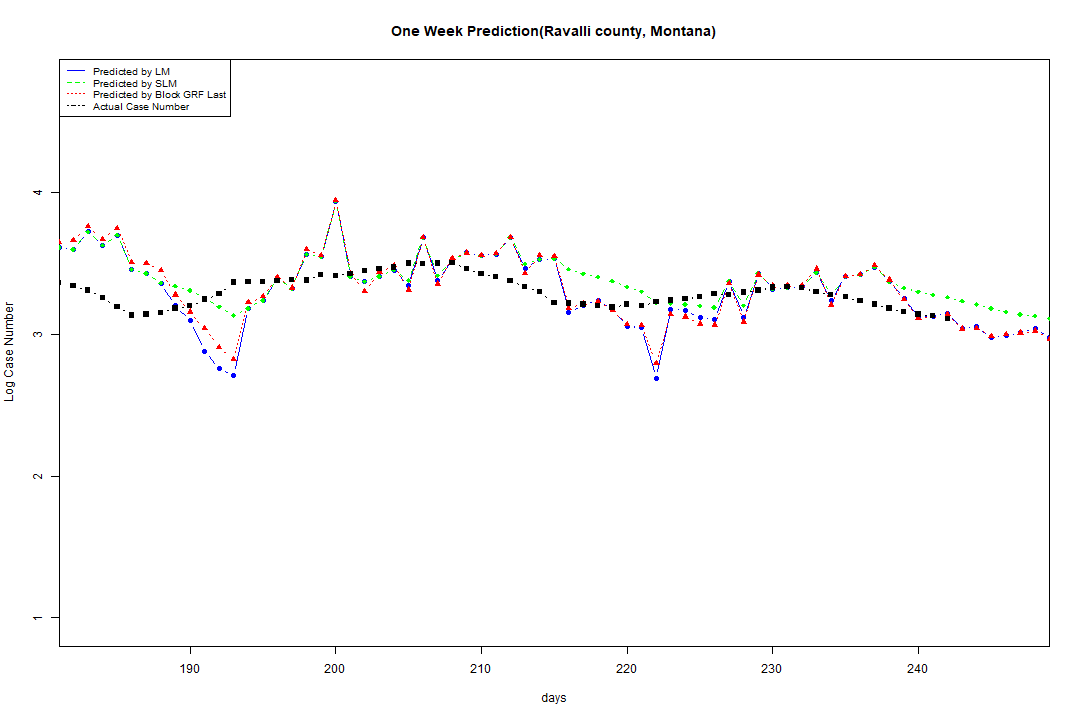 One Week Prediction(Ravalli county, Montana)
Predicted by LM
Predicted by SLM
Predicted by Block GRF Last
Actual Case Number
Log Case Number
4
3
2
1
190 200 210 220 230 240
days